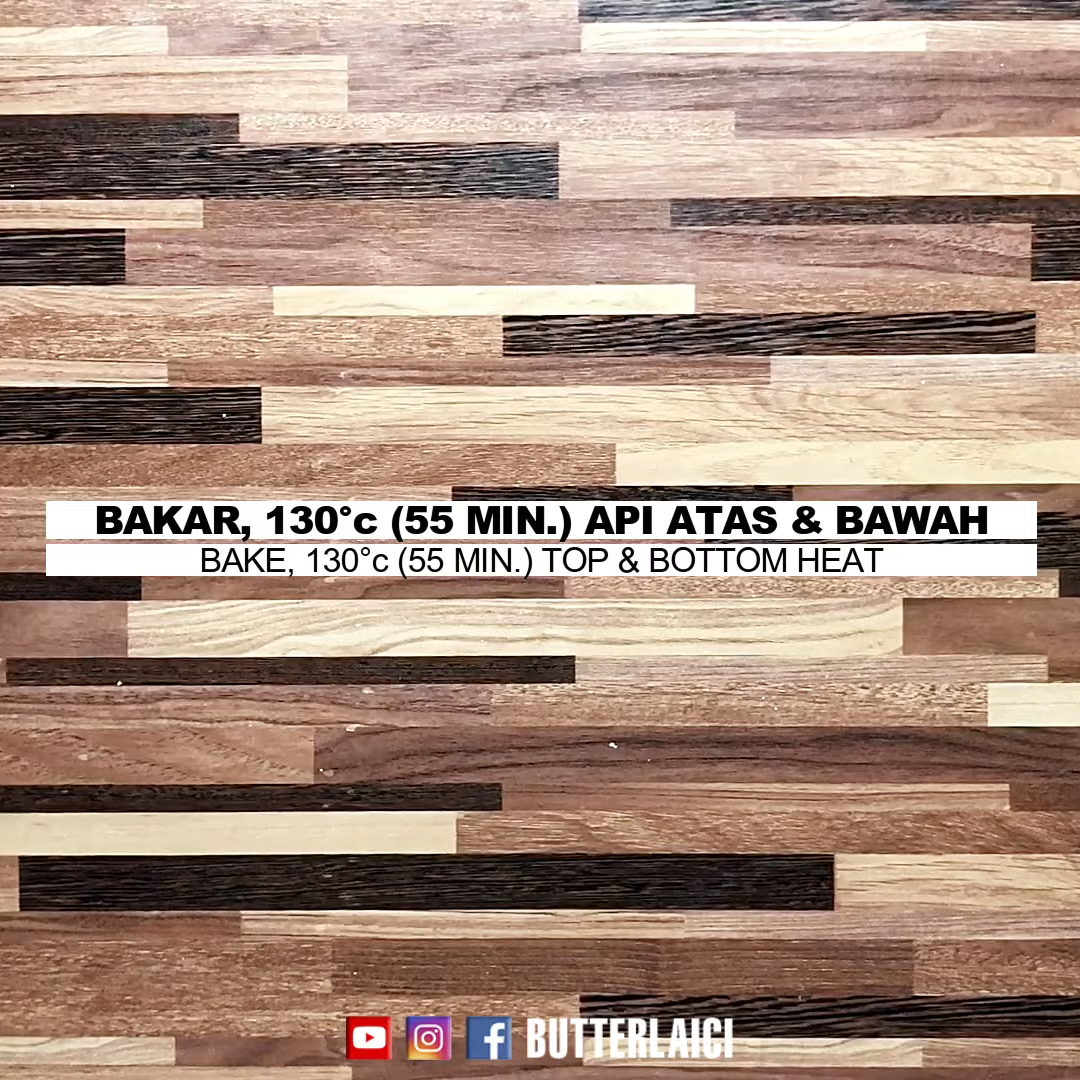 BAKAR, 130°c (55 MIN.) API ATAS & BAWAH
BAKE, 130°c (55 MIN.) TOP & BOTTOM HEAT
BUTTERLAICI